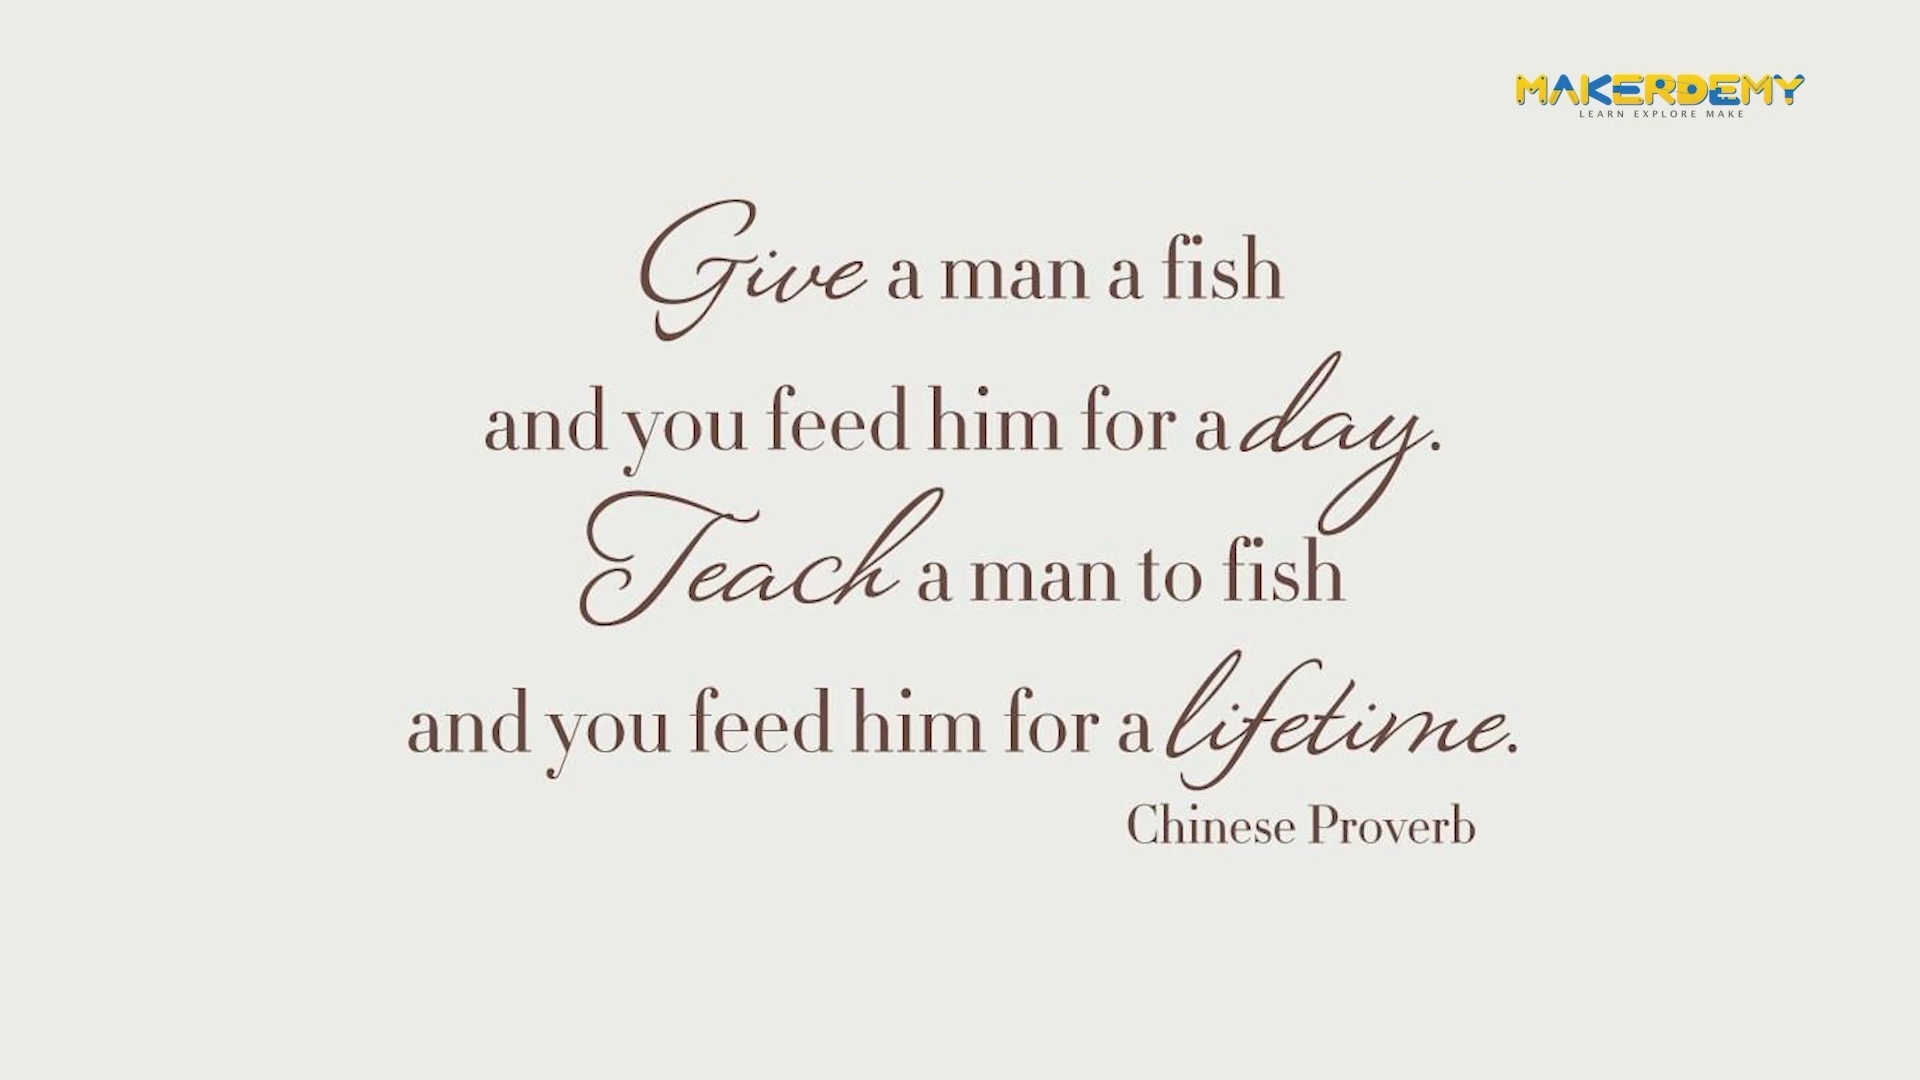 MAKERDEMY
LEARN EXPLORE MAKE
Give a man a fish
and you feed him for a day.
Teach a man to fish
and you feed him for a lifetime.
Chinese Proverb